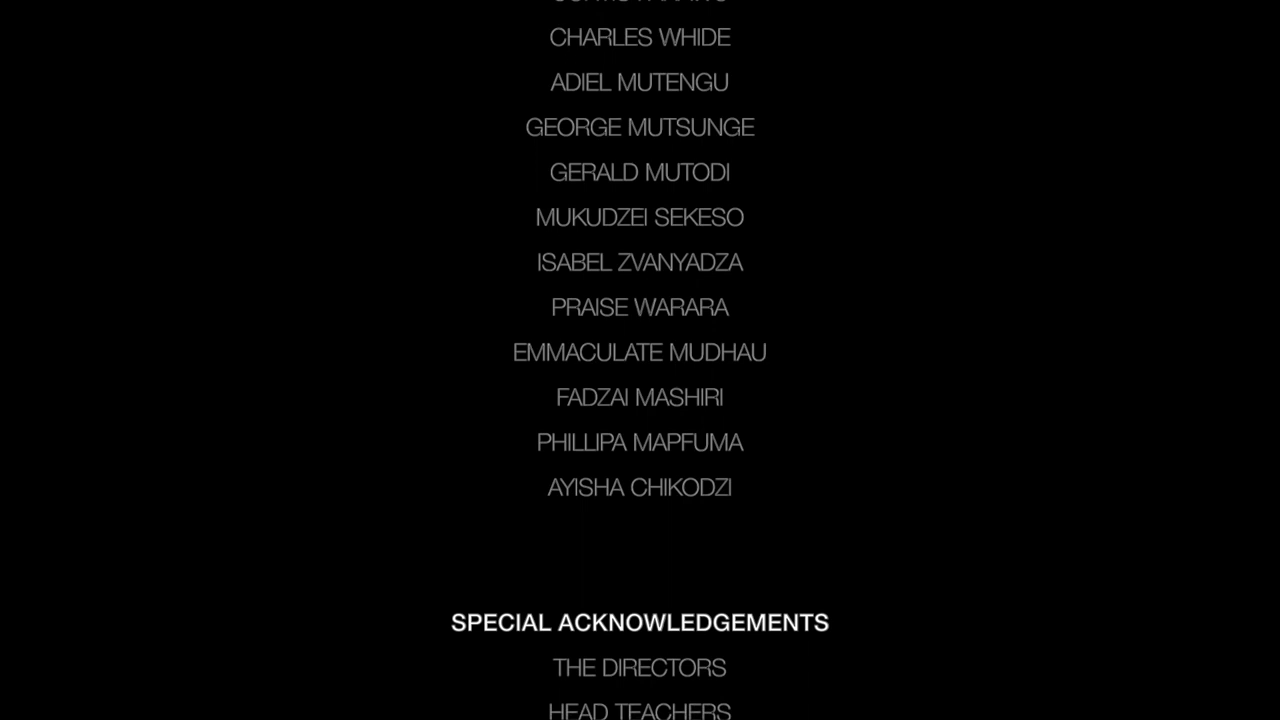 CHARLES WHIDE
ADIEL MUTENGU
GEORGE MUTSUNGE
GERALD MUTODI
MUKUDZEI SEKESO
ISABEL ZVANYADZA
PRAISE WARARA
EMMACULATE MUDHAU
FADZAI MASHIRI
PHILLIPA MAPFUMA
AYISHA CHIKODZI
SPECIAL ACKNOWLEDGEMENTS
THE DIRECTORS
HEAD TEACHERS